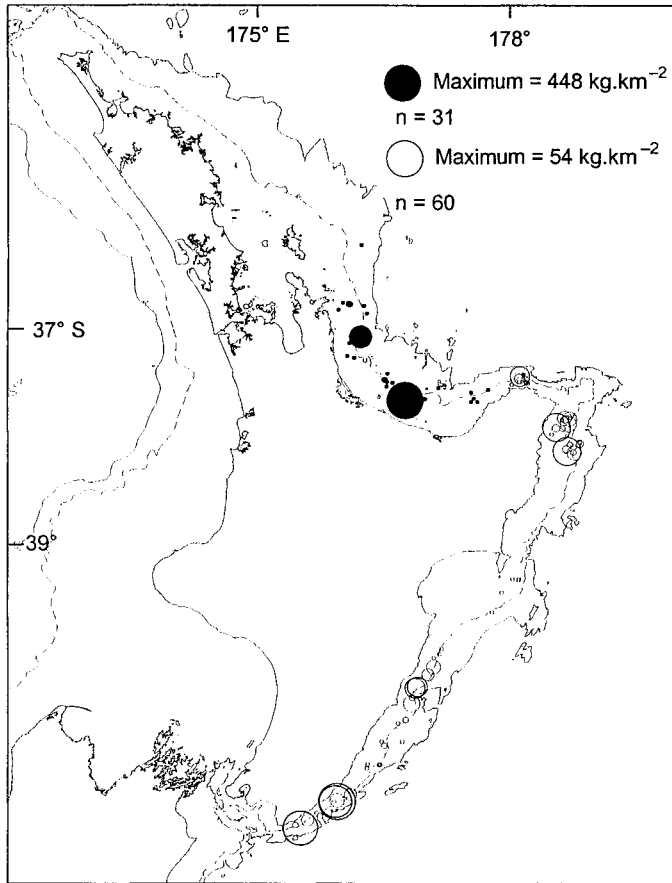 175° E
178°
Maximum = 448 kg.km⁻²
n = 31
Maximum = 54 kg.km⁻²
n = 60
37° S
39°